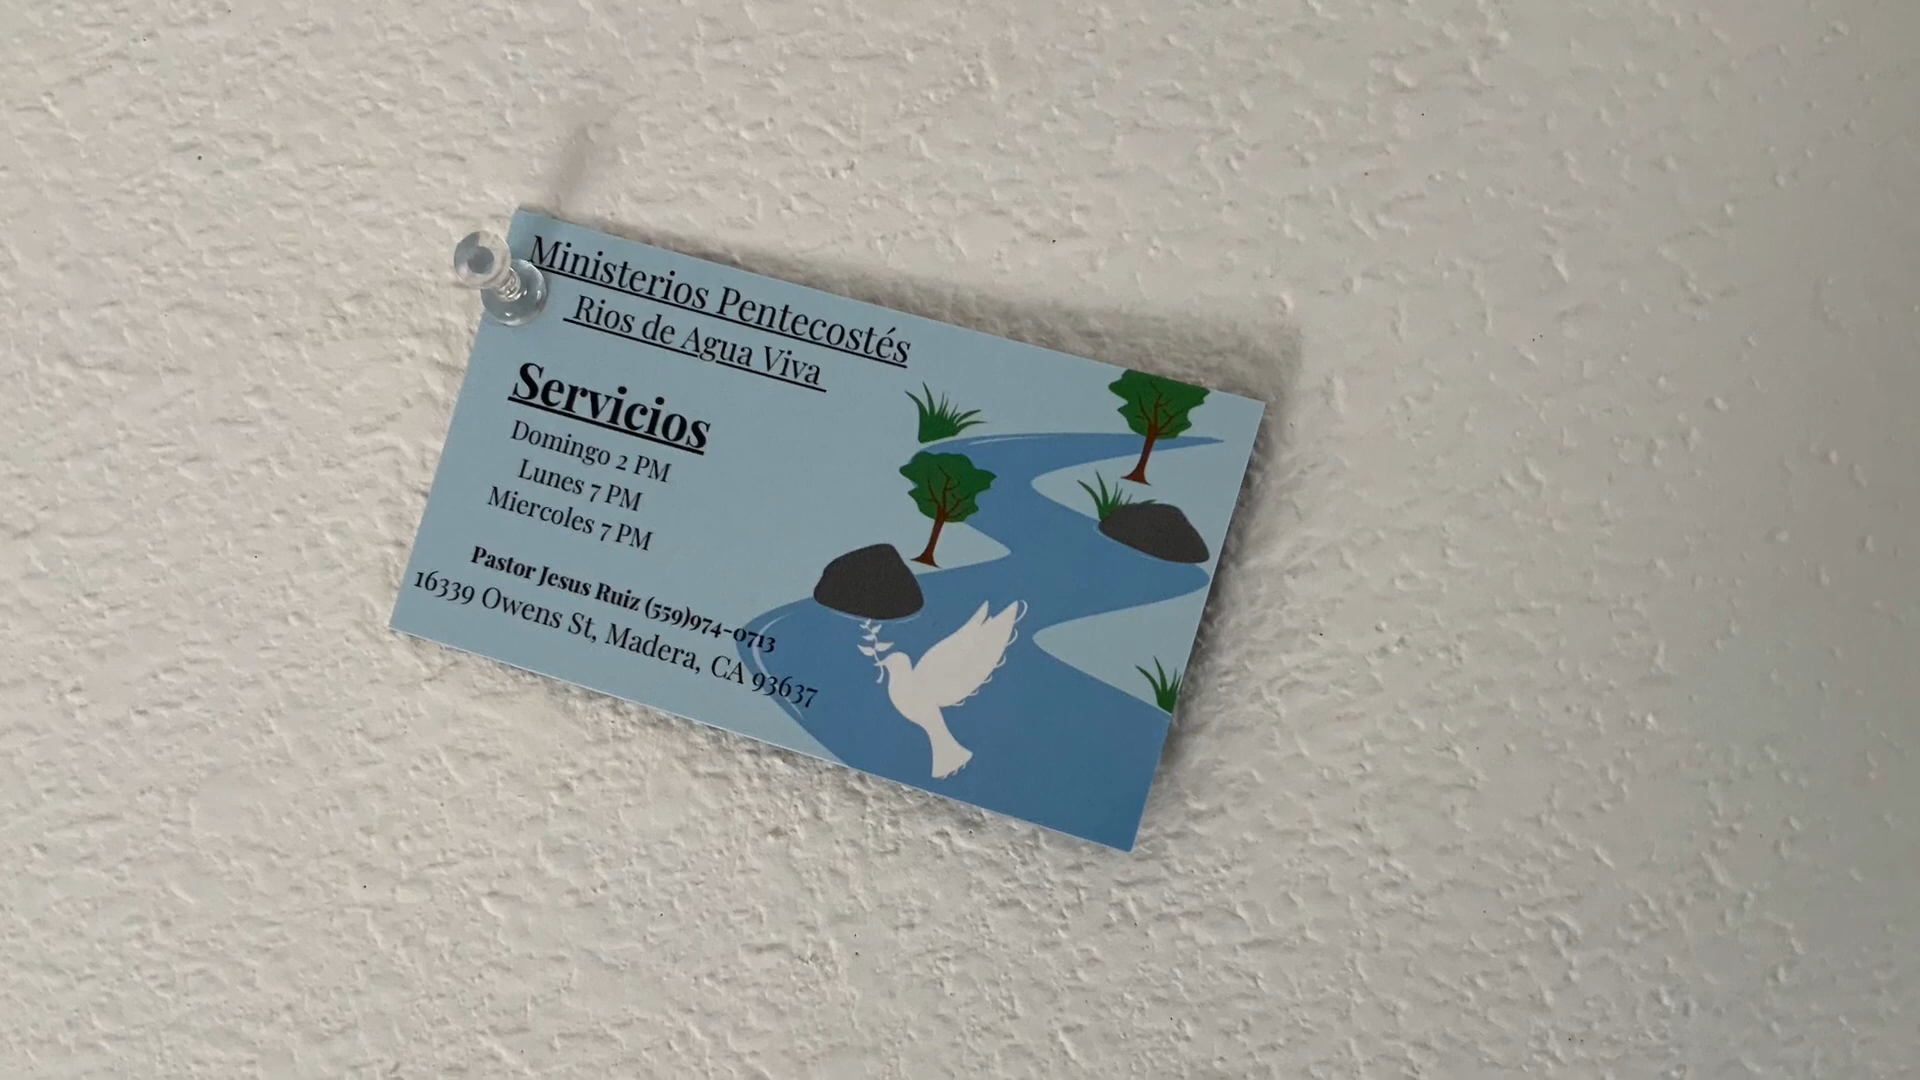 Ministerios Pentecostés
Rios de Agua Viva
Servicios
Domingo 2 PM
Lunes 7 PM
Miercoles 7 PM
Pastor Jesus Ruiz (559)974-0713
16339 Owens St, Madera, CA 93637